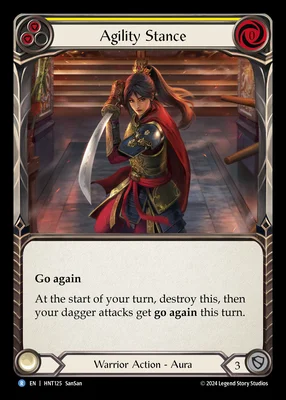 0
Agility Stance
Go again
At the start of your turn, destroy this, then
your dagger attacks get go again this turn.
Warrior Action - Aura
3
R EN | HNT125 SanSan
© 2024 Legend Story Studios